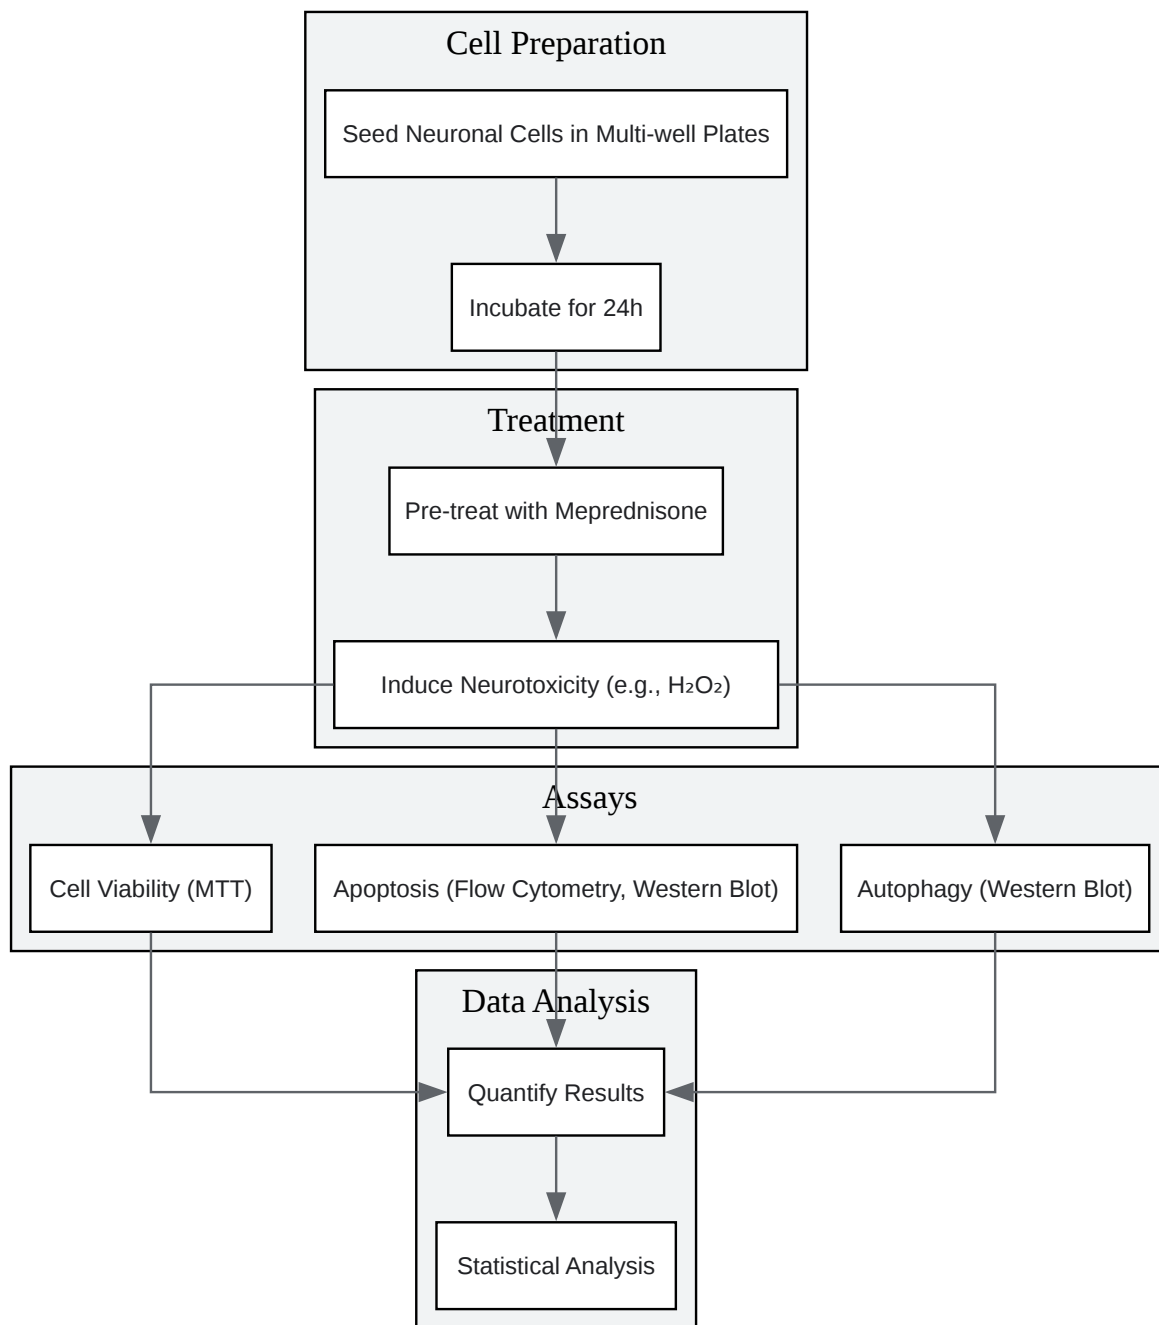 Cell Preparation
Seed Neuronal Cells in Multi-well Plates
Incubate for 24h
Treatment
Pre-treat with Meprednisone
Induce Neurotoxicity (e.g., H₂O₂)
Assays
Cell Viability (MTT)
Apoptosis (Flow Cytometry, Western Blot)
Autophagy (Western Blot)
Data Analysis
Quantify Results
Statistical Analysis